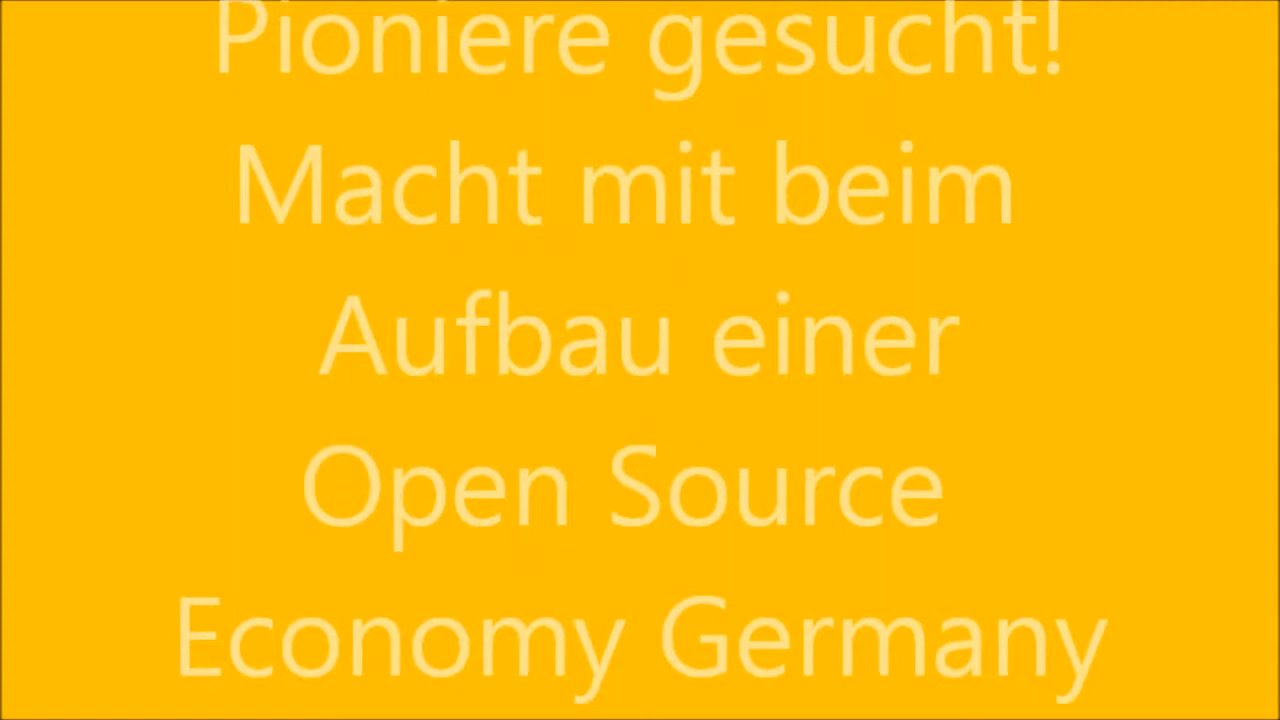 Pioniere gesucht!
Macht mit beim
Aufbau einer
Open Source
Economy Germany